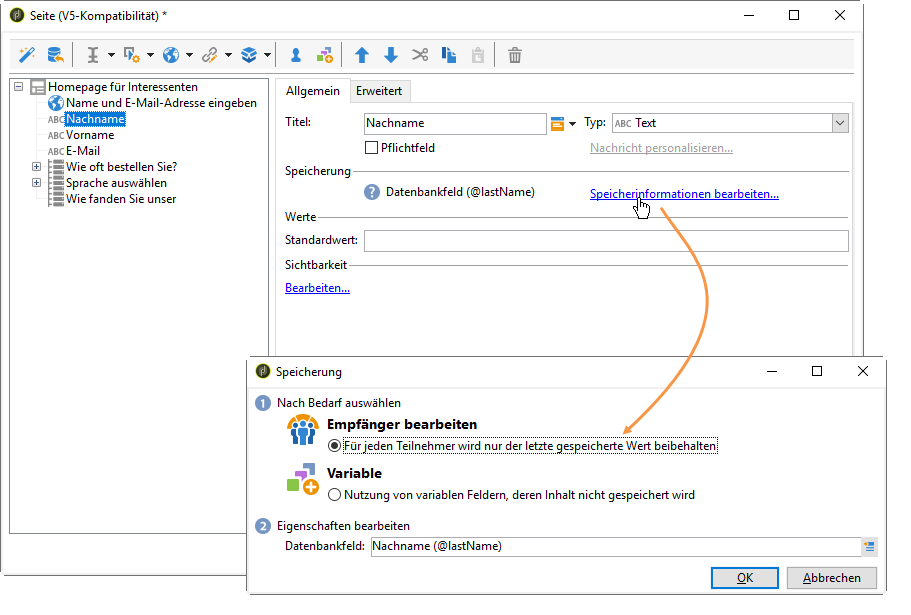 Seite (V5-Kompatibilität) *
Homepage für Interessenten
Name und E-Mail-Adresse eingeben
ABC Nachname
ABC Vorname
ABC E-Mail
Wie oft bestellen Sie?
Sprache auswählen
Wie fanden Sie unser
Allgemein Erweitert
Titel: Nachname Typ: ABC Text
Pflichtfeld Nachricht personalisieren...
Speicherung
? Datenbankfeld (@lastName) Speicherinformationen bearbeiten...
Werte
Standardwert:
Sichtbarkeit
Bearbeiten...
Speicherung
1 Nach Bedarf auswählen
Empfänger bearbeiten
Für jeden Teilnehmer wird nur der letzte gespeicherte Wert beibehalten
Variable
Nutzung von variablen Feldern, deren Inhalt nicht gespeichert wird
2 Eigenschaften bearbeiten
Datenbankfeld: Nachname (@lastName)
OK Abbrechen